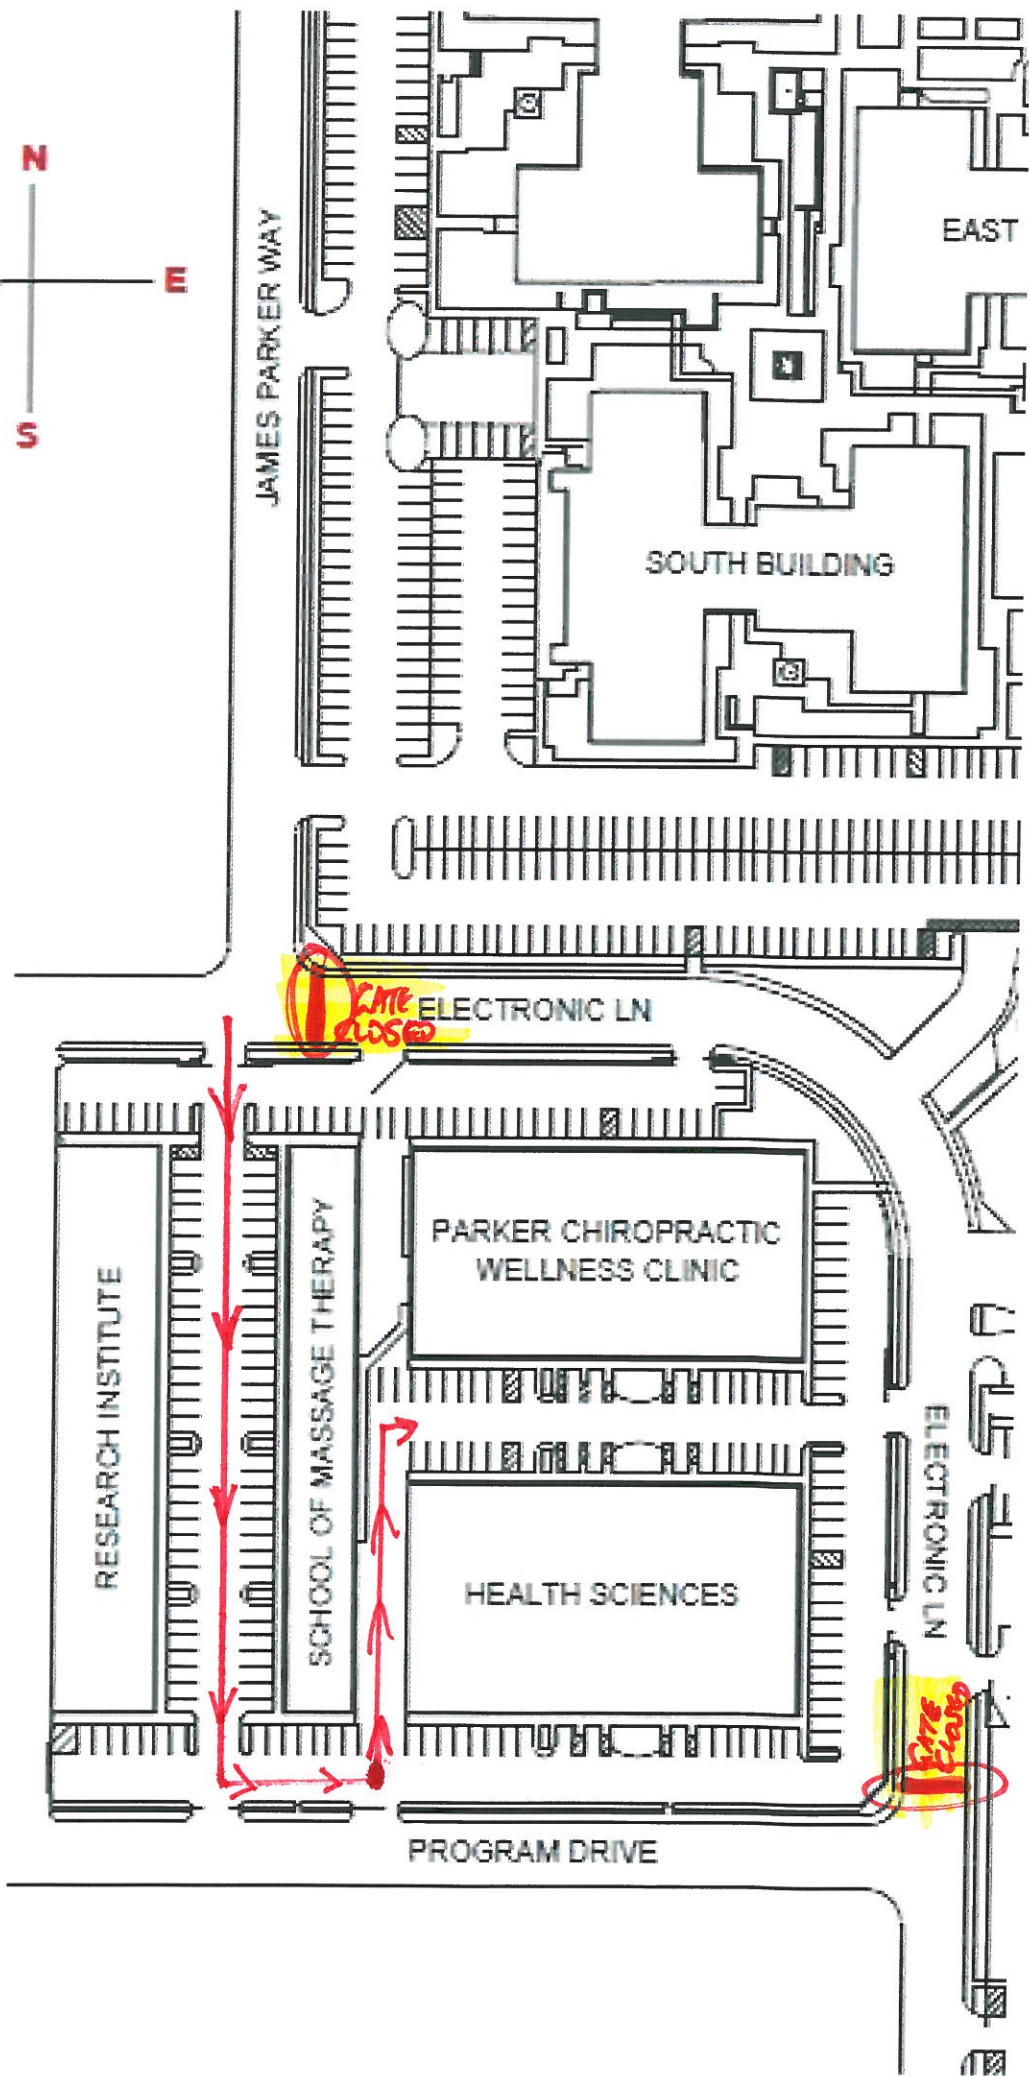 N
E
S
JAMES PARKER WAY
EAST
SOUTH BUILDING
GATE
CLOSED
ELECTRONIC LN
PARKER CHIROPRACTIC
WELLNESS CLINIC
RESEARCH INSTITUTE
SCHOOL OF MASSAGE THERAPY
HEALTH SCIENCES
ELECTRONIC LN
GATE
CLOSED
PROGRAM DRIVE